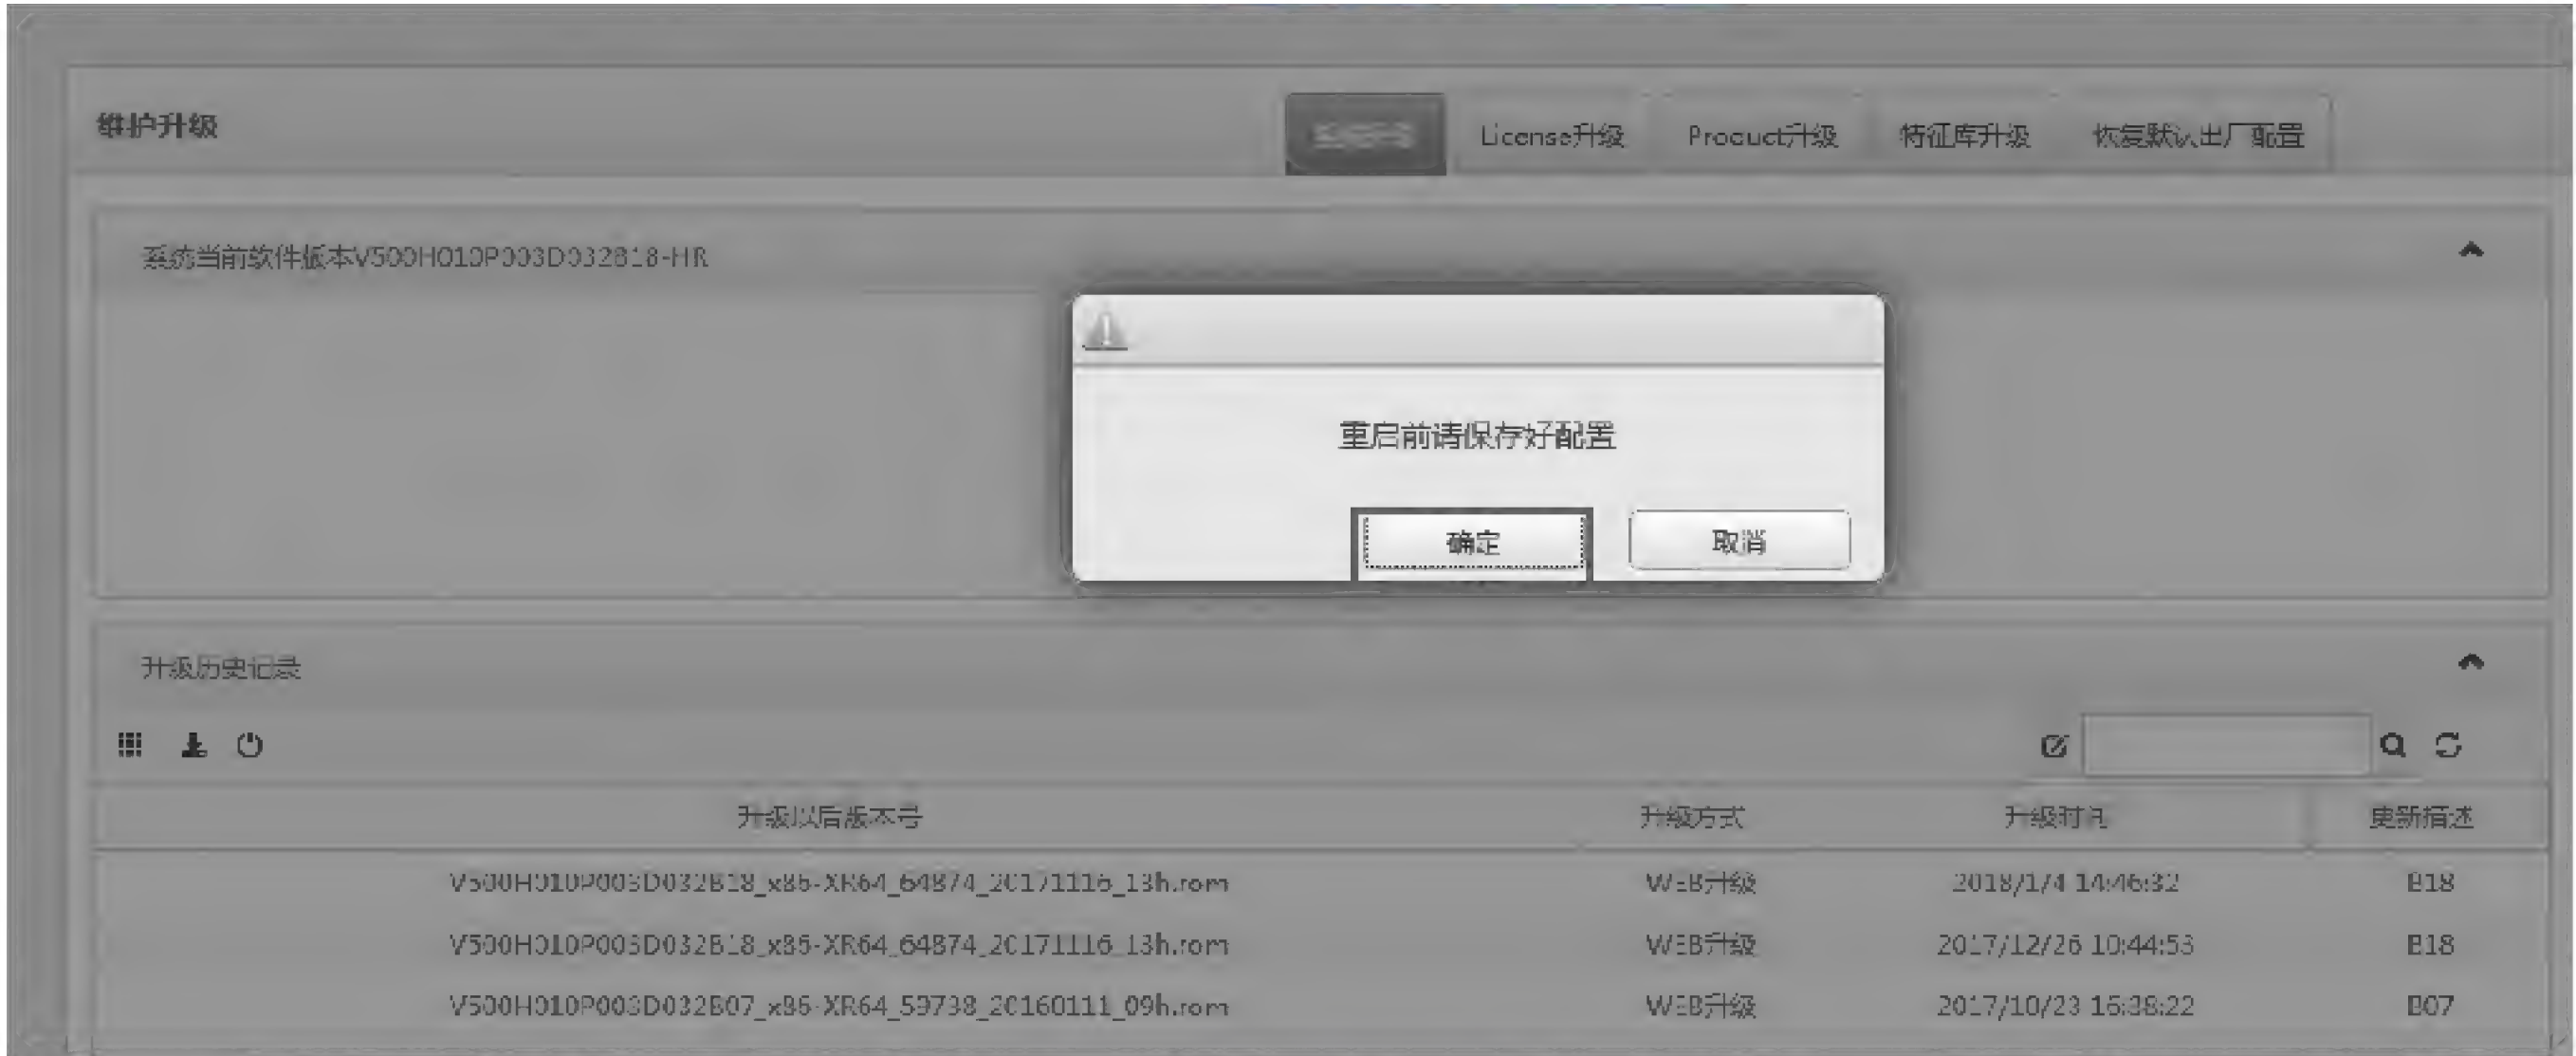 维护升级
License升级 Product升级 特征库升级 恢复默认出厂配置
系统当前软件版本V500H010P003D032B18-HR
重启前请保存好配置
确定 取消
升级历史记录
升级以后版本号 升级方式 升级时间 更新描述
V500H010P003D032B18_x86-XR64_64874_20171116_13h.rom WEB升级 2018/1/4 14:46:32 B18
V500H010P003D032B18_x86-XR64_64874_20171116_13h.rom WEB升级 2017/12/26 10:44:53 B18
V500H010P003D032B07_x86-XR64_59738_20160111_09h.rom WEB升级 2017/10/23 16:38:22 B07